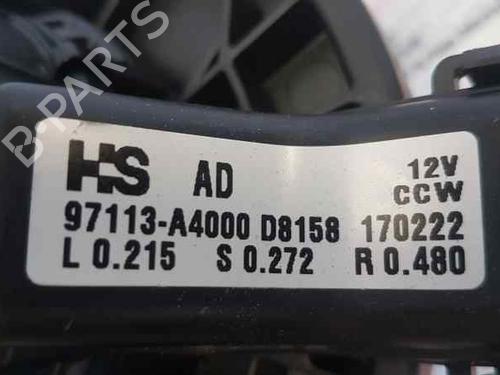 HS AD 12V
CCW
97113-A4000 D8158 170222
L 0.215 S 0.272 R 0.480
B-PARTS